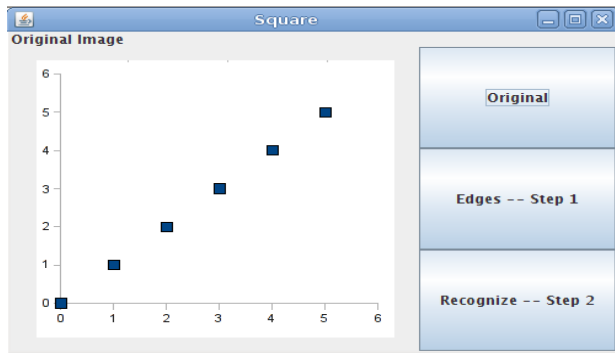 Square
Original Image
6
5
4
3
2
1
0
0 1 2 3 4 5 6
Original
Edges -- Step 1
Recognize -- Step 2